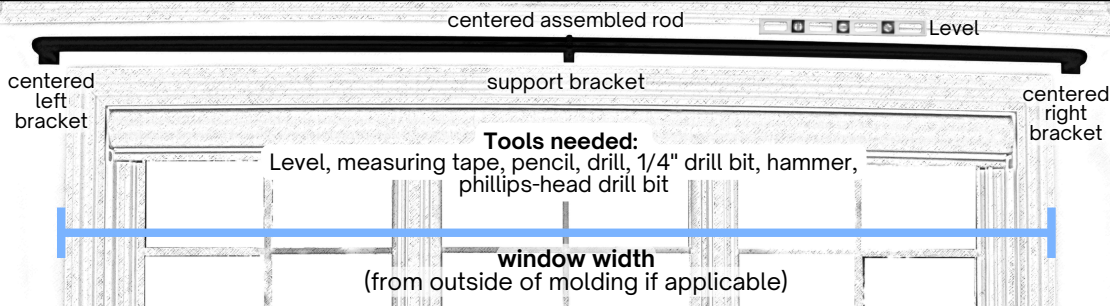 centered assembled rod
Level
centered
left
bracket
support bracket
centered
right
bracket
Tools needed:
Level, measuring tape, pencil, drill, 1/4" drill bit, hammer,
phillips-head drill bit
window width
(from outside of molding if applicable)